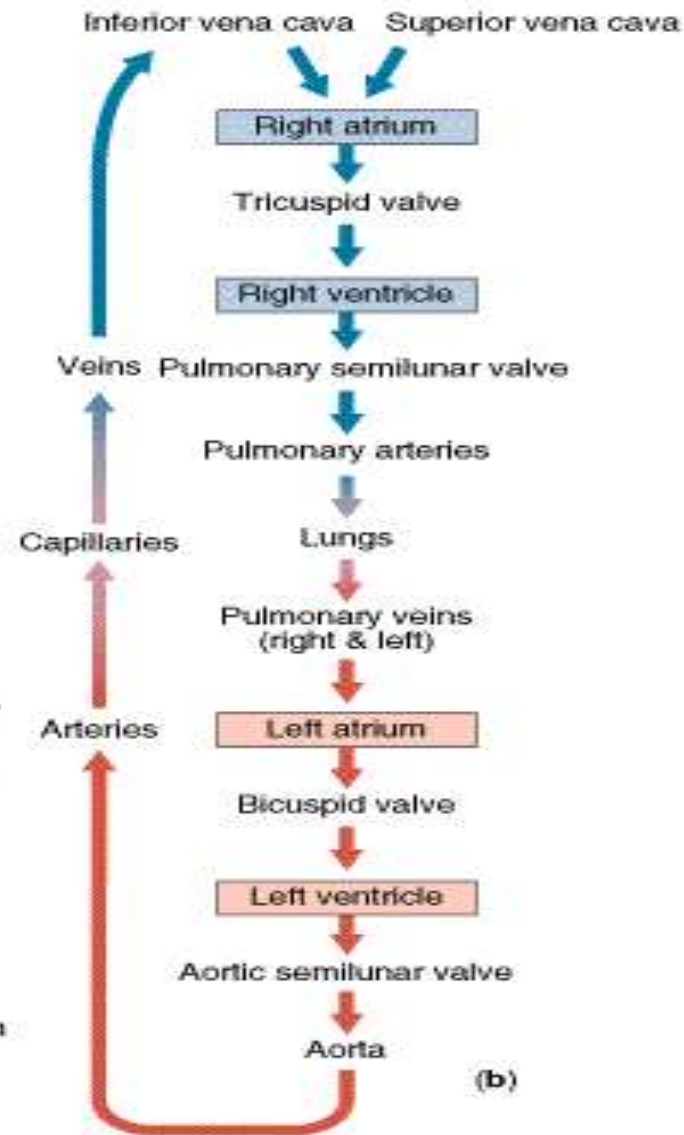 Inferior vena cava Superior vena cava
Right atrium
Tricuspid valve
Right ventricle
Veins Pulmonary semilunar valve
Pulmonary arteries
Capillaries Lungs
Pulmonary veins
(right & left)
Arteries Left atrium
Bicuspid valve
Left ventricle
Aortic semilunar valve
Aorta
(b)